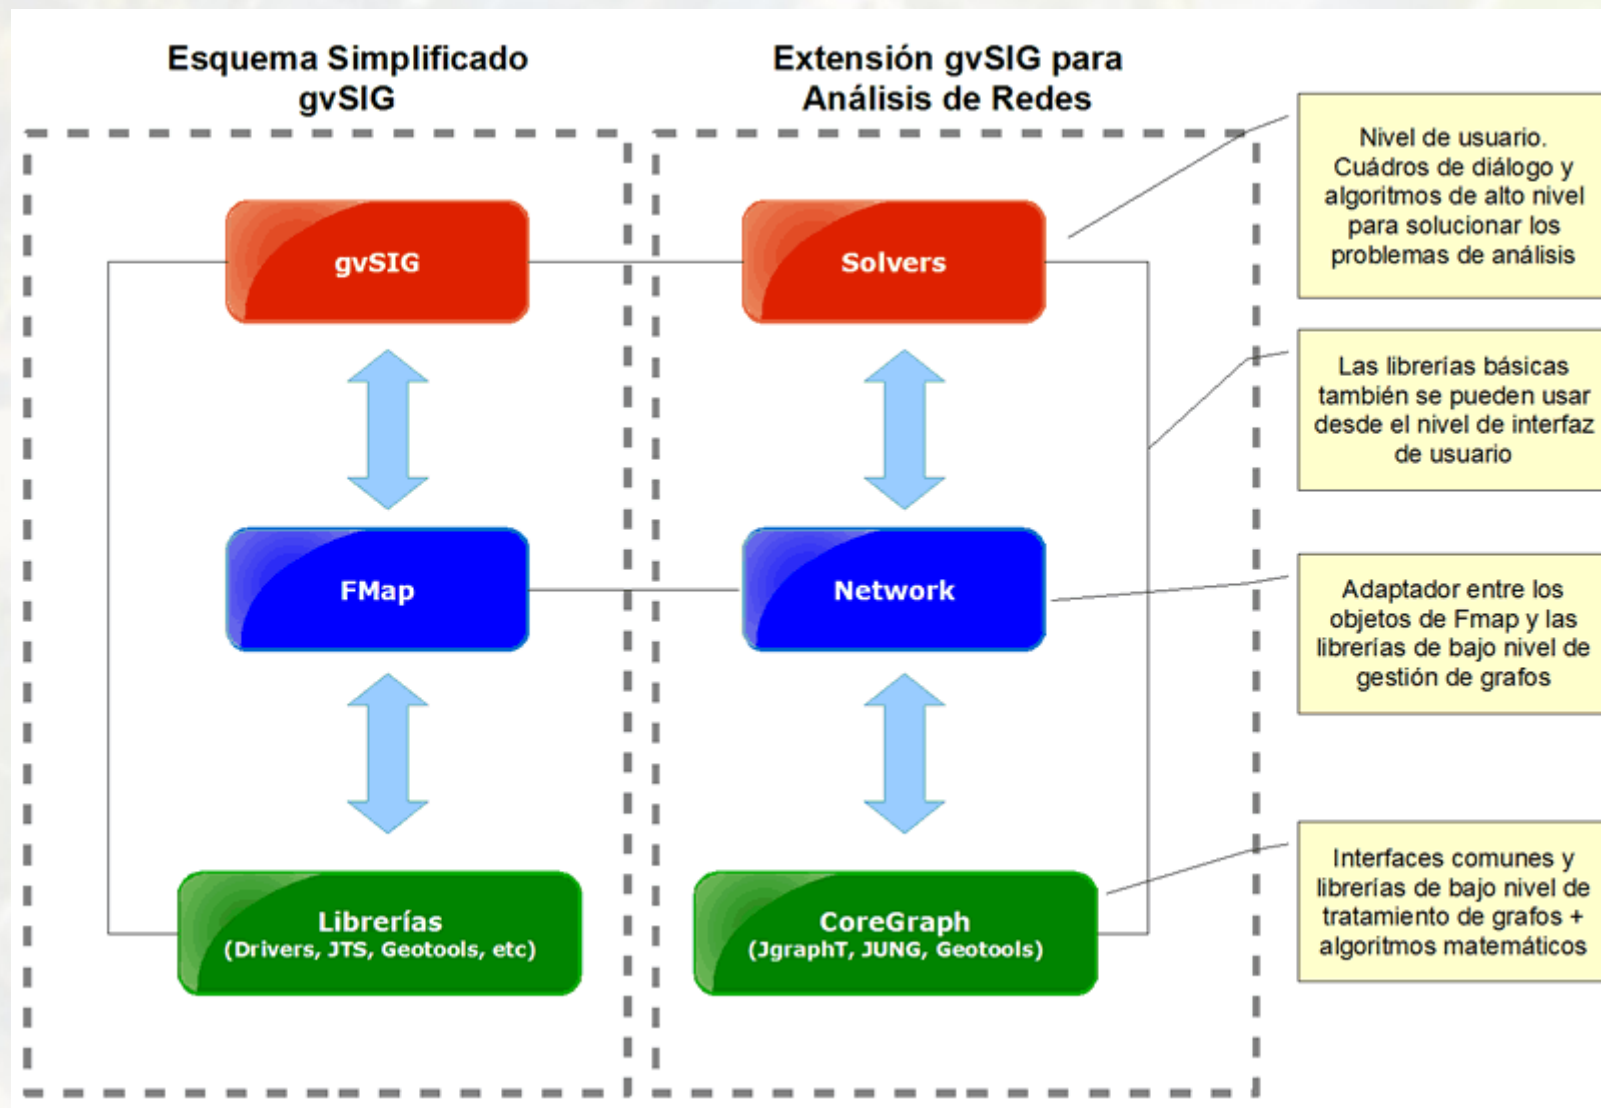 Esquema Simplificado
gvSIG
Extensión gvSIG para
Análisis de Redes
gvSIG
Solvers
FMap
Network
Librerías
(Drivers, JTS, Geotools, etc)
CoreGraph
(JgraphT, JUNG, Geotools)
Nivel de usuario.
Cuádros de diálogo y
algoritmos de alto nivel
para solucionar los
problemas de análisis
Las librerías básicas
también se pueden usar
desde el nivel de interfaz
de usuario
Adaptador entre los
objetos de Fmap y las
librerías de bajo nivel de
gestión de grafos
Interfaces comunes y
librerías de bajo nivel de
tratamiento de grafos +
algoritmos matemáticos